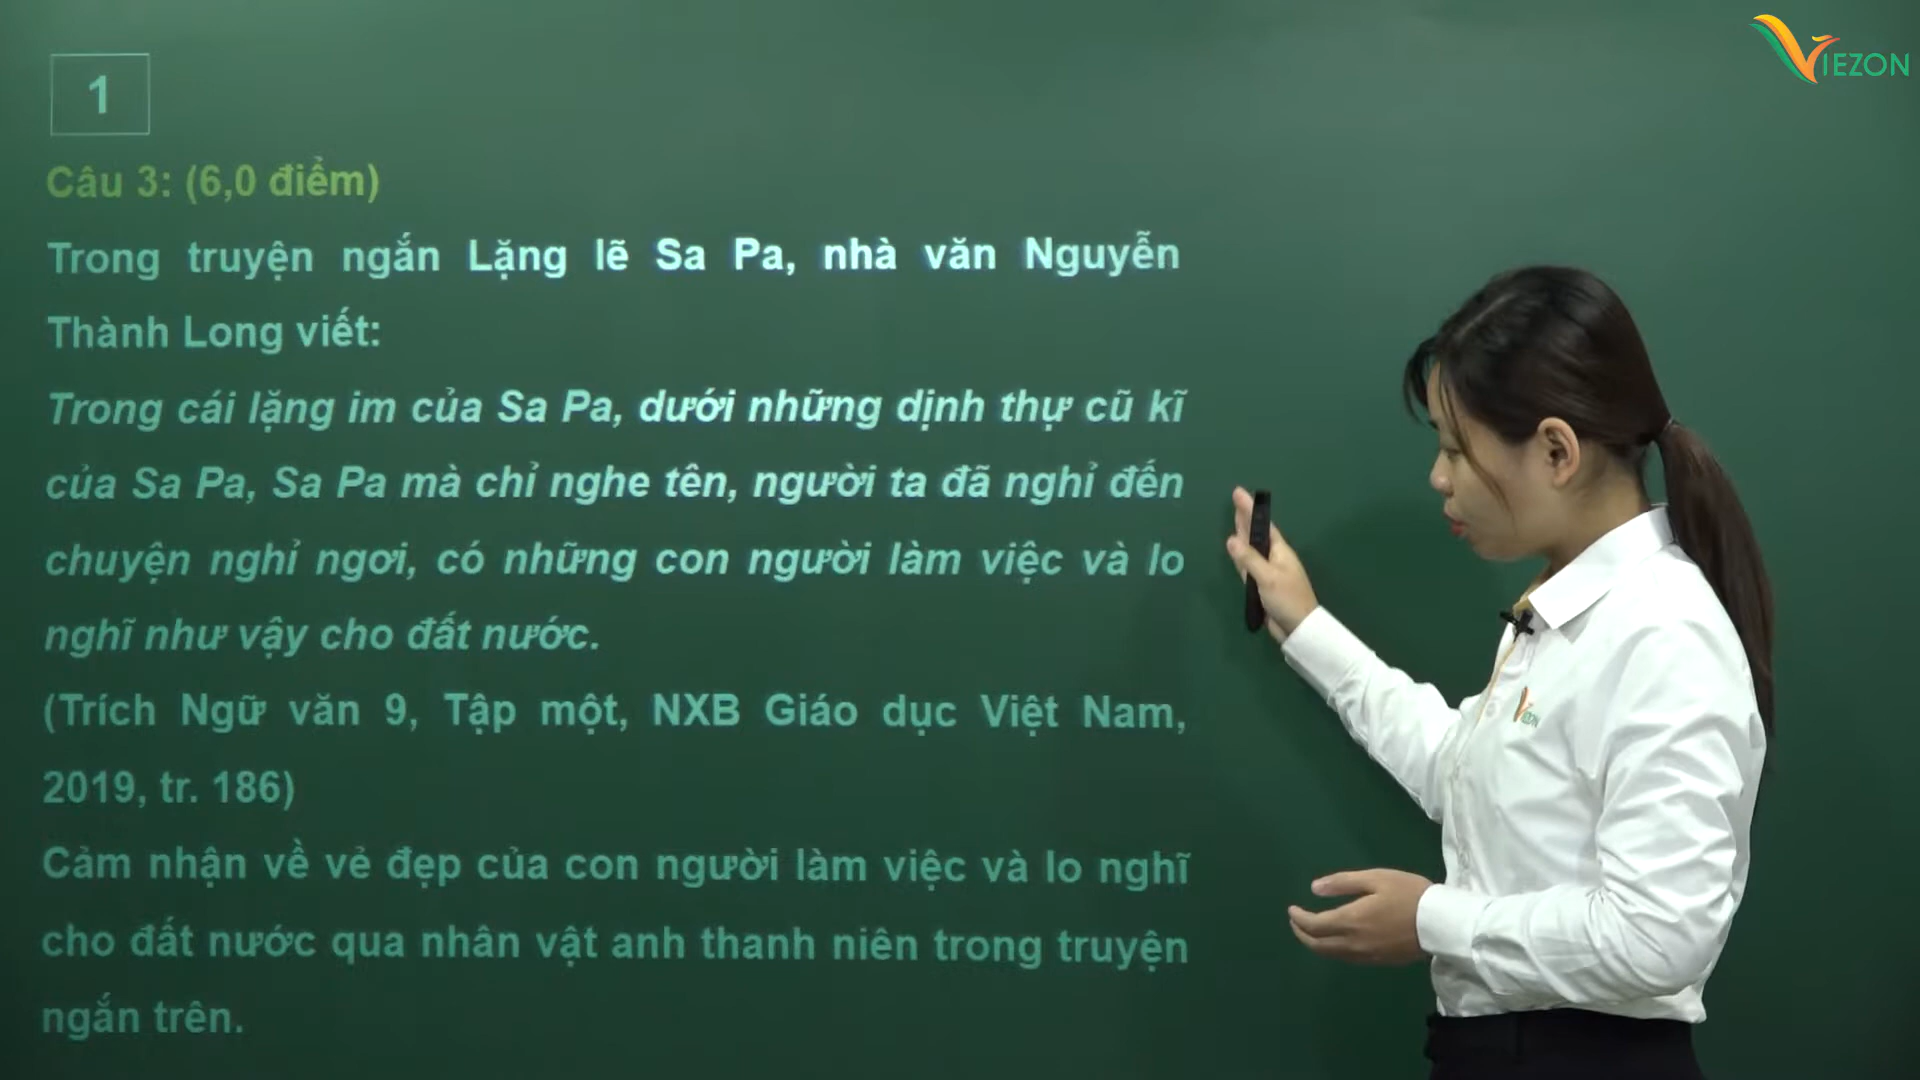 VIEZON
1
Câu 3: (6,0 điểm)
Trong truyện ngắn Lặng lẽ Sa Pa, nhà văn Nguyễn
Thành Long viết:
Trong cái lặng im của Sa Pa, dưới những dịnh thự cũ kĩ
của Sa Pa, Sa Pa mà chỉ nghe tên, người ta đã nghỉ đến
chuyện nghỉ ngơi, có những con người làm việc và lo
nghĩ như vậy cho đất nước.
(Trích Ngữ văn 9, Tập một, NXB Giáo dục Việt Nam,
2019, tr. 186)
Cảm nhận về vẻ đẹp của con người làm việc và lo nghĩ
cho đất nước qua nhân vật anh thanh niên trong truyện
ngắn trên.
VIEZON